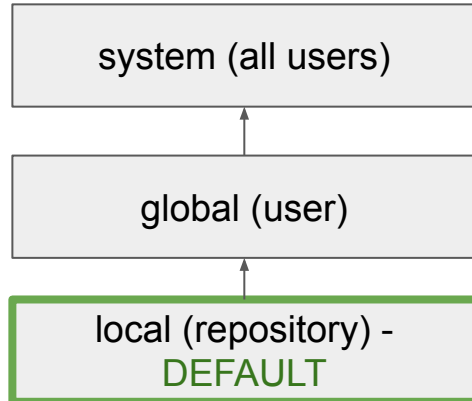 system (all users)
global (user)
local (repository) -
DEFAULT